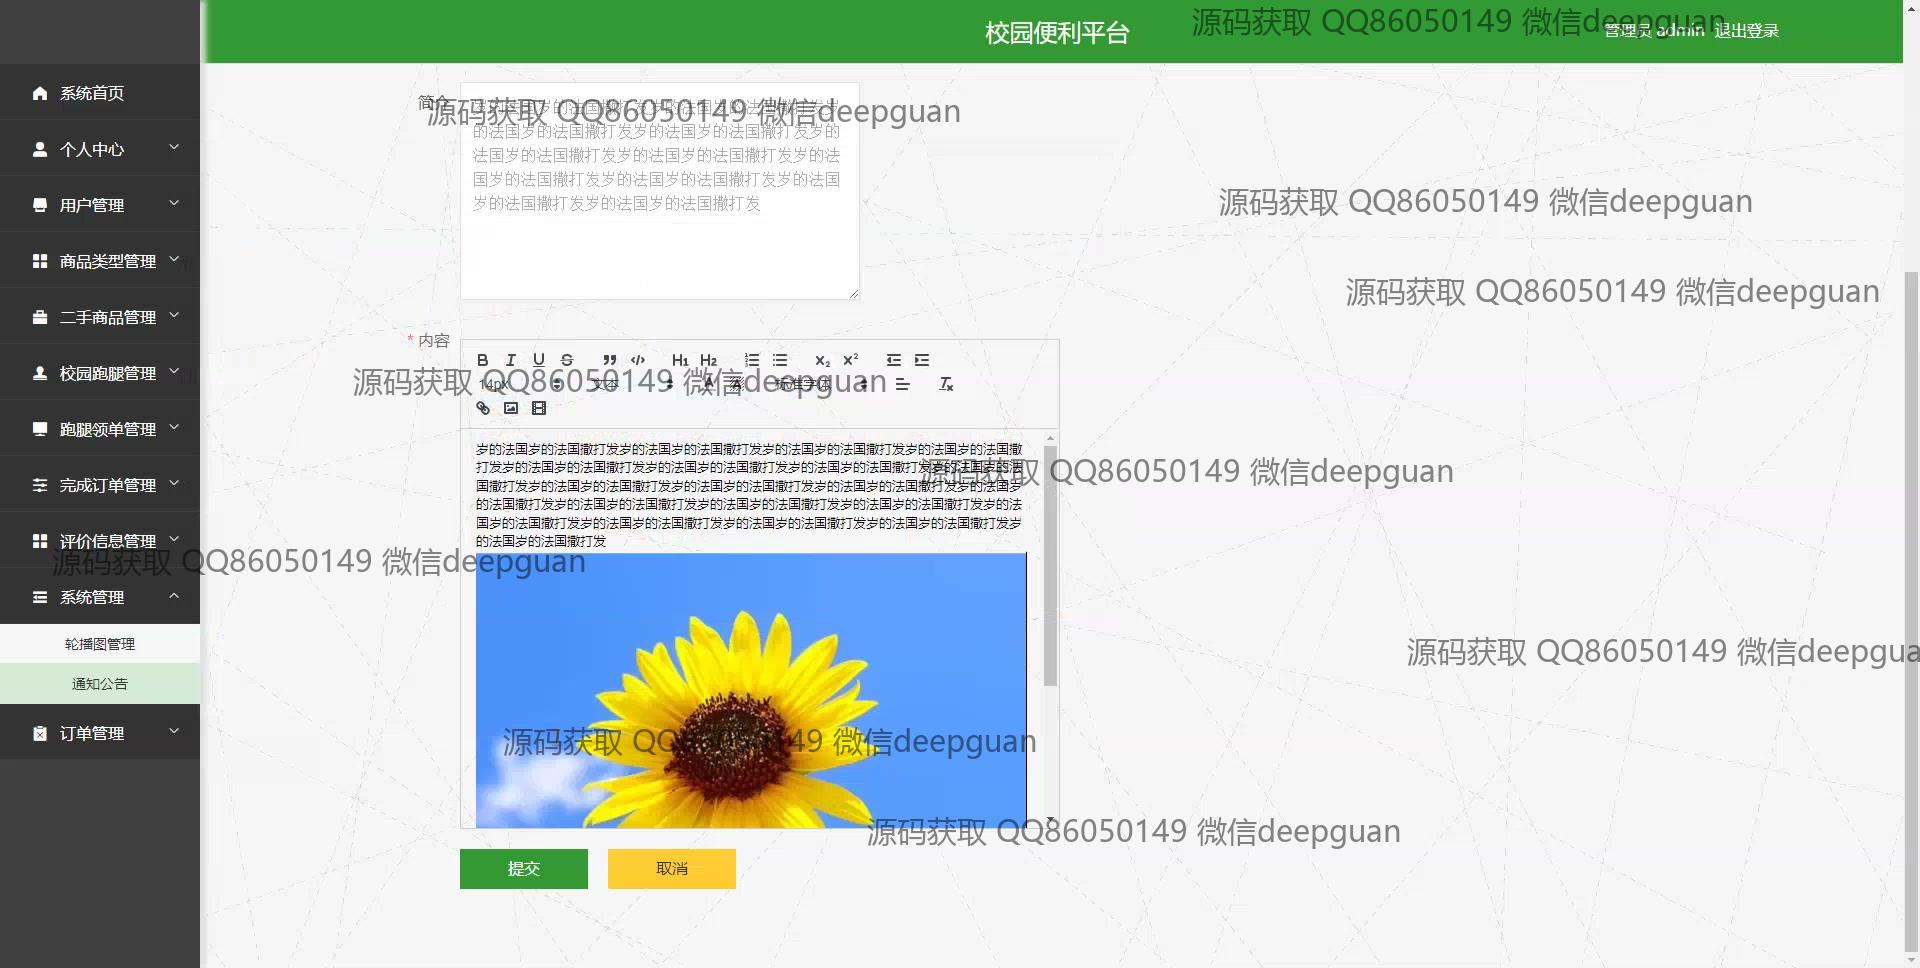 校园便利平台
管理员 admin
退出登录
源码获取 QQ86050149 微信deepguan
系统首页
个人中心
用户管理
商品类型管理
二手商品管理
校园跑腿管理
跑腿领单管理
完成订单管理
评价信息管理
系统管理
轮播图管理
通知公告
订单管理
简介
源码获取 QQ86050149 微信deepguan
的法国岁的法国撒打发岁的法国岁的法国撒打发岁的
法国岁的法国撒打发岁的法国岁的法国撒打发岁的法
国岁的法国撒打发岁的法国岁的法国撒打发岁的法国
岁的法国撒打发岁的法国岁的法国撒打发
源码获取 QQ86050149 微信deepguan
源码获取 QQ86050149 微信deepguan
* 内容
B I U S H1 H2 X2 X2
14px 文本 标准字体
源码获取 QQ86050149 微信deepguan
岁的法国岁的法国撒打发岁的法国岁的法国撒打发岁的法国岁的法国撒打发岁的法国岁的法国撒
打发岁的法国岁的法国撒打发岁的法国岁的法国撒打发岁的法国岁的法国撒打发岁的法国岁的法
国撒打发岁的法国岁的法国撒打发岁的法国岁的法国撒打发岁的法国岁的法国撒打发岁的法国岁
的法国撒打发岁的法国岁的法国撒打发岁的法国岁的法国撒打发岁的法国岁的法国撒打发岁的法
国岁的法国撒打发岁的法国岁的法国撒打发岁的法国岁的法国撒打发岁的法国岁的法国撒打发岁
的法国岁的法国撒打发
源码获取 QQ86050149 微信deepguan
源码获取 QQ86050149 微信deepguan
源码获取 QQ86050149 微信deepgua
源码获取 QQ86050149 微信deepguan
源码获取 QQ86050149 微信deepguan
提交
取消